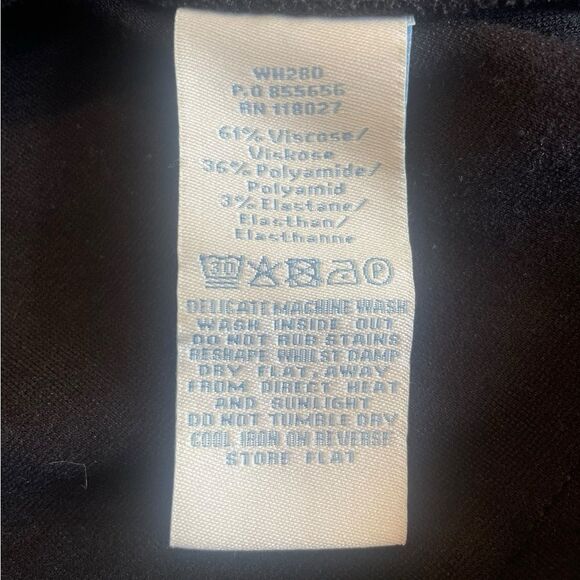 WH280
P.O 855656
RN 118027
61% Viscose/
Viskose
36% Polyamide/
Polyamid
3% Elastane/
Elasthan/
Elasthanne
30 P
DELICATE MACHINE WASH
WASH INSIDE OUT
DO NOT RUB STAINS
RESHAPE WHILST DAMP
DRY FLAT, AWAY
FROM DIRECT HEAT
AND SUNLIGHT
DO NOT TUMBLE DRY
COOL IRON ON REVERSE
STORE FLAT